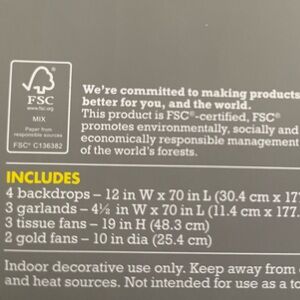 FSC
www.fsc.org
MIX
Paper from
responsible sources
FSC® C136382
We're committed to making products
better for you, and the world.
This product is FSC®-certified, FSC®
promotes environmentally, socially and
economically responsible management
of the world's forests.
INCLUDES
4 backdrops – 12 in W x 70 in L (30.4 cm x 177
3 garlands – 4½ in W x 70 in L (11.4 cm x 177.
3 tissue fans – 19 in H (48.3 cm)
2 gold fans – 10 in dia (25.4 cm)
Indoor decorative use only. Keep away from
and heat sources. Not intended for use as a to